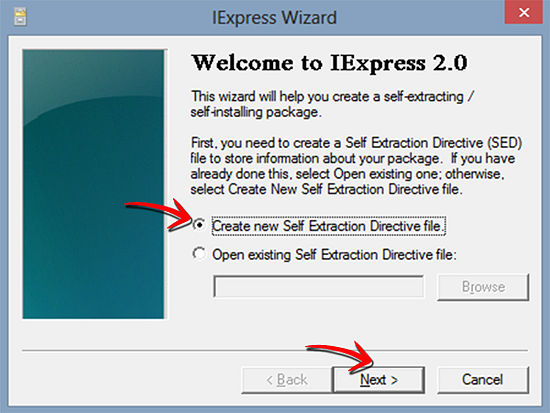 IExpress Wizard
Welcome to IExpress 2.0
This wizard will help you create a self-extracting /
self-installing package.
First, you need to create a Self Extraction Directive (SED)
file to store information about your package.  If you have
already done this, select Open existing one; otherwise,
select Create New Self Extraction Directive file.
Create new Self Extraction Directive file.
Open existing Self Extraction Directive file:
Browse
< Back
Next >
Cancel